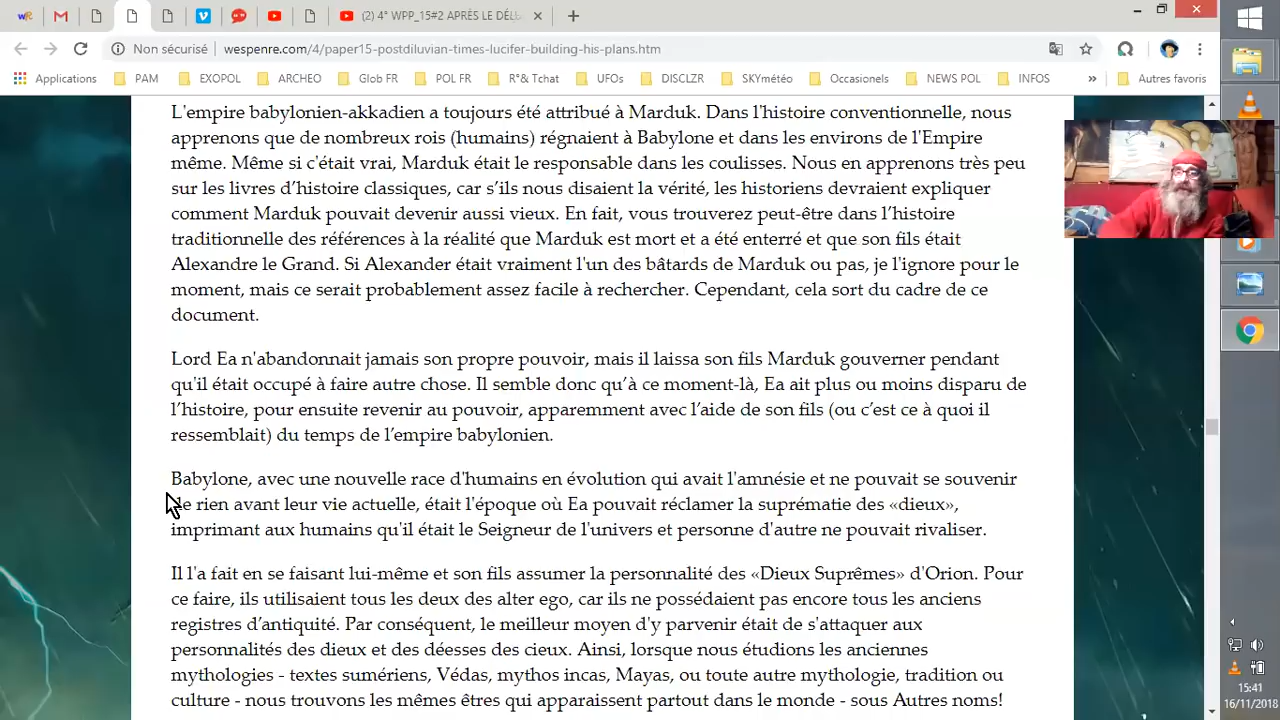 (2) 4° WPP_15#2 APRÈS LE DÉL
Non sécurisé
wespenre.com/4/paper15-postdiluvian-times-lucifer-building-his-plans.htm
Applications PAM EXOPOL ARCHEO Glob FR POL FR R°& Tchat UFOs DISCLZR SKYmétéo Occasionels NEWS POL INFOS » Autres favoris
L'empire babylonien-akkadien a toujours été attribué à Marduk. Dans l'histoire conventionelle, nous
apprenons que de nombreux rois (humans) régnaient à Babylone et dans les environs de l'Empire
même. Même si c'était vrai, Marduk était le responsable dans les coulisses. Nous en apprenons très peu
sur les livres d’histoire classiques, car s’ils nous disaient la vérité, les historiens devraient expliquer
comment Marduk pouvait devenir aussi vieux. En fait, vous trouverez peut-être dans l’histoire
traditionnelle des références à la réalité que Marduk est mort et a été enterré et que son fils était
Alexandre le Grand. Si Alexander était vraiment l'un des bâtards de Marduk ou pas, je l'ignore pour le
moment, mais ce serait probablement assez facile à rechercher. Cependant, cela sort du cadre de ce
document.
Lord Ea n'abandonnait jamais son propre pouvoir, mais il laissa son fils Marduk gouverner pendant
qu'il était occupé à faire autre chose. Il semble donc qu’à ce moment-là, Ea ait plus ou moins disparu de
l’histoire, pour ensuite revenir au pouvoir, apparemment avec l’aide de son fils (ou c’est ce à quoi il
ressemblait) du temps de l’empire babylonien.
Babylone, avec une nouvelle race d'humains en évolution qui avait l'amnésie et ne pouvait se souvenir
de rien avant leur vie actuelle, était l'époque où Ea pouvait réclamer la suprématie des «dieux»,
imprimant aux humains qu'il était le Seigneur de l'univers et personne d'autre ne pouvait rivaliser.
Il l'a fait en se faisant lui-même et son fils assumer la personnalité des «Dieux Suprêmes» d'Orion. Pour
ce faire, ils utilisaient tous les deux des alter ego, car ils ne possédaient pas encore tous les anciens
registres d’antiquité. Par conséquent, le meilleur moyen d'y parvenir était de s'attaquer aux
personnalités des dieux et des déesses des cieux. Ainsi, lorsque nous étudions les anciennes
mythologies - textes sumériens, Védas, mythos incas, Mayas, ou toute autre mythologie, tradition ou
culture - nous trouvons les mêmes êtres qui apparaissent partout dans le monde - sous Autres noms!
15:41
16/11/2018